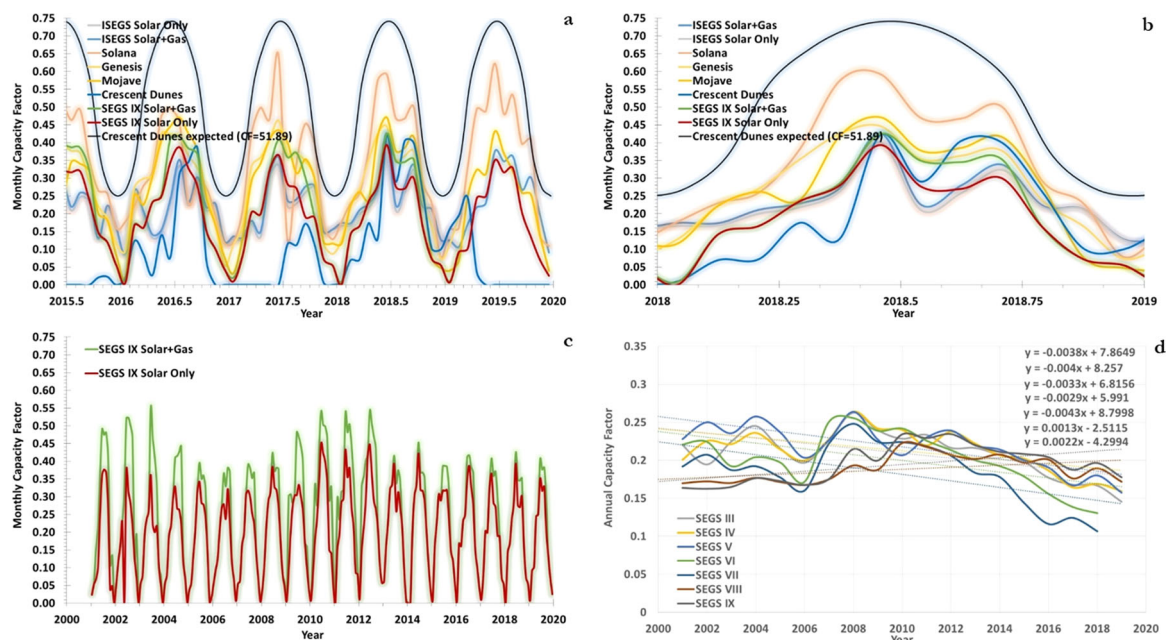 a
Monthly Capacity Factor
0.75
0.70
0.65
0.60
0.55
0.50
0.45
0.40
0.35
0.30
0.25
0.20
0.15
0.10
0.05
0.00
ISEGS Solar Only
ISEGS Solar+Gas
Solana
Genesis
Mojave
Crescent Dunes
SEGS IX Solar+Gas
SEGS IX Solar Only
Crescent Dunes expected (CF=51.89)
2015.5 2016 2016.5 2017 2017.5 2018 2018.5 2019 2019.5 2020
Year
b
Monthly Capacity Factor
0.75
0.70
0.65
0.60
0.55
0.50
0.45
0.40
0.35
0.30
0.25
0.20
0.15
0.10
0.05
0.00
ISEGS Solar+Gas
ISEGS Solar Only
Solana
Genesis
Mojave
Crescent Dunes
SEGS IX Solar+Gas
SEGS IX Solar Only
Crescent Dunes expected (CF=51.89)
2018 2018.25 2018.5 2018.75 2019
Year
c
Monthly Capacity Factor
0.75
0.70
0.65
0.60
0.55
0.50
0.45
0.40
0.35
0.30
0.25
0.20
0.15
0.10
0.05
0.00
SEGS IX Solar+Gas
SEGS IX Solar Only
2000 2002 2004 2006 2008 2010 2012 2014 2016 2018 2020
Year
d
Annual Capacity Factor
0.35
0.3
0.25
0.2
0.15
0.1
0.05
0
y = -0.0038x + 7.8649
y = -0.004x + 8.257
y = -0.0033x + 6.8156
y = -0.0029x + 5.991
y = -0.0043x + 8.7998
y = 0.0013x - 2.5115
y = 0.0022x - 4.2994
SEGS III
SEGS IV
SEGS V
SEGS VI
SEGS VII
SEGS VIII
SEGS IX
2000 2002 2004 2006 2008 2010 2012 2014 2016 2018 2020
Year